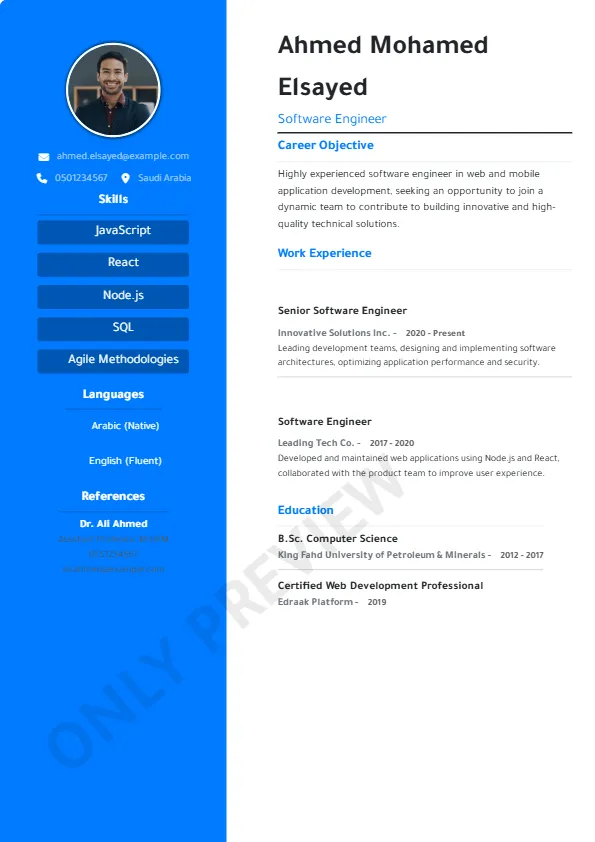 ahmed.elsayed@example.com
0501234567 Saudi Arabia
Skills
JavaScript
React
Node.js
SQL
Agile Methodologies
Languages
Arabic (Native)
English (Fluent)
References
Dr. Ali Ahmed
Ahmed Mohamed
Elsayed
Software Engineer
Career Objective
Highly experienced software engineer in web and mobile
application development, seeking an opportunity to join a
dynamic team to contribute to building innovative and high-
quality technical solutions.
Work Experience
Senior Software Engineer
Innovative Solutions Inc. - 2020 - Present
Leading development teams, designing and implementing software
architectures, optimizing application performance and security.
Software Engineer
Leading Tech Co. - 2017 - 2020
Developed and maintained web applications using Node.js and React,
collaborated with the product team to improve user experience.
Education
B.Sc. Computer Science
King Fahd University of Petroleum & Minerals - 2012 - 2017
Certified Web Development Professional
Edraak Platform - 2019
ONLY PREVIEW